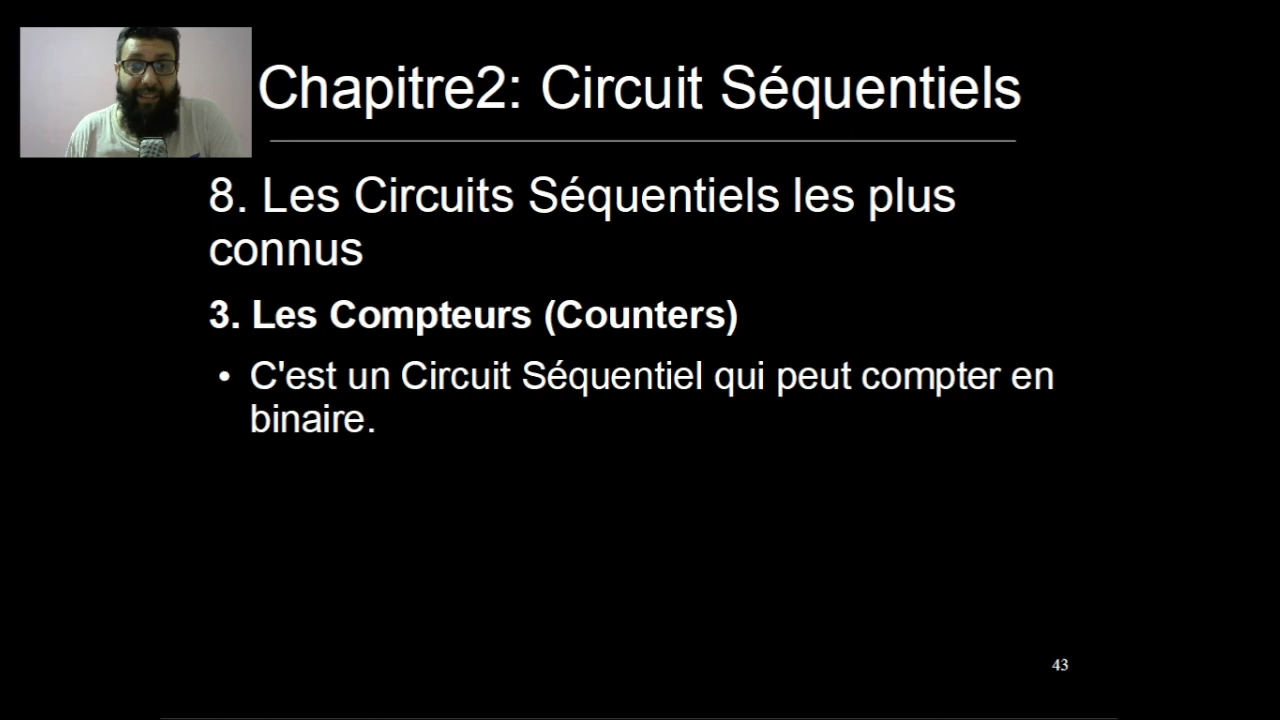 Chapitre2: Circuit Séquentiels
8. Les Circuits Séquentiels les plus
connus
3. Les Compteurs (Counters)
• C'est un Circuit Séquentiel qui peut compter en
binaire.
43